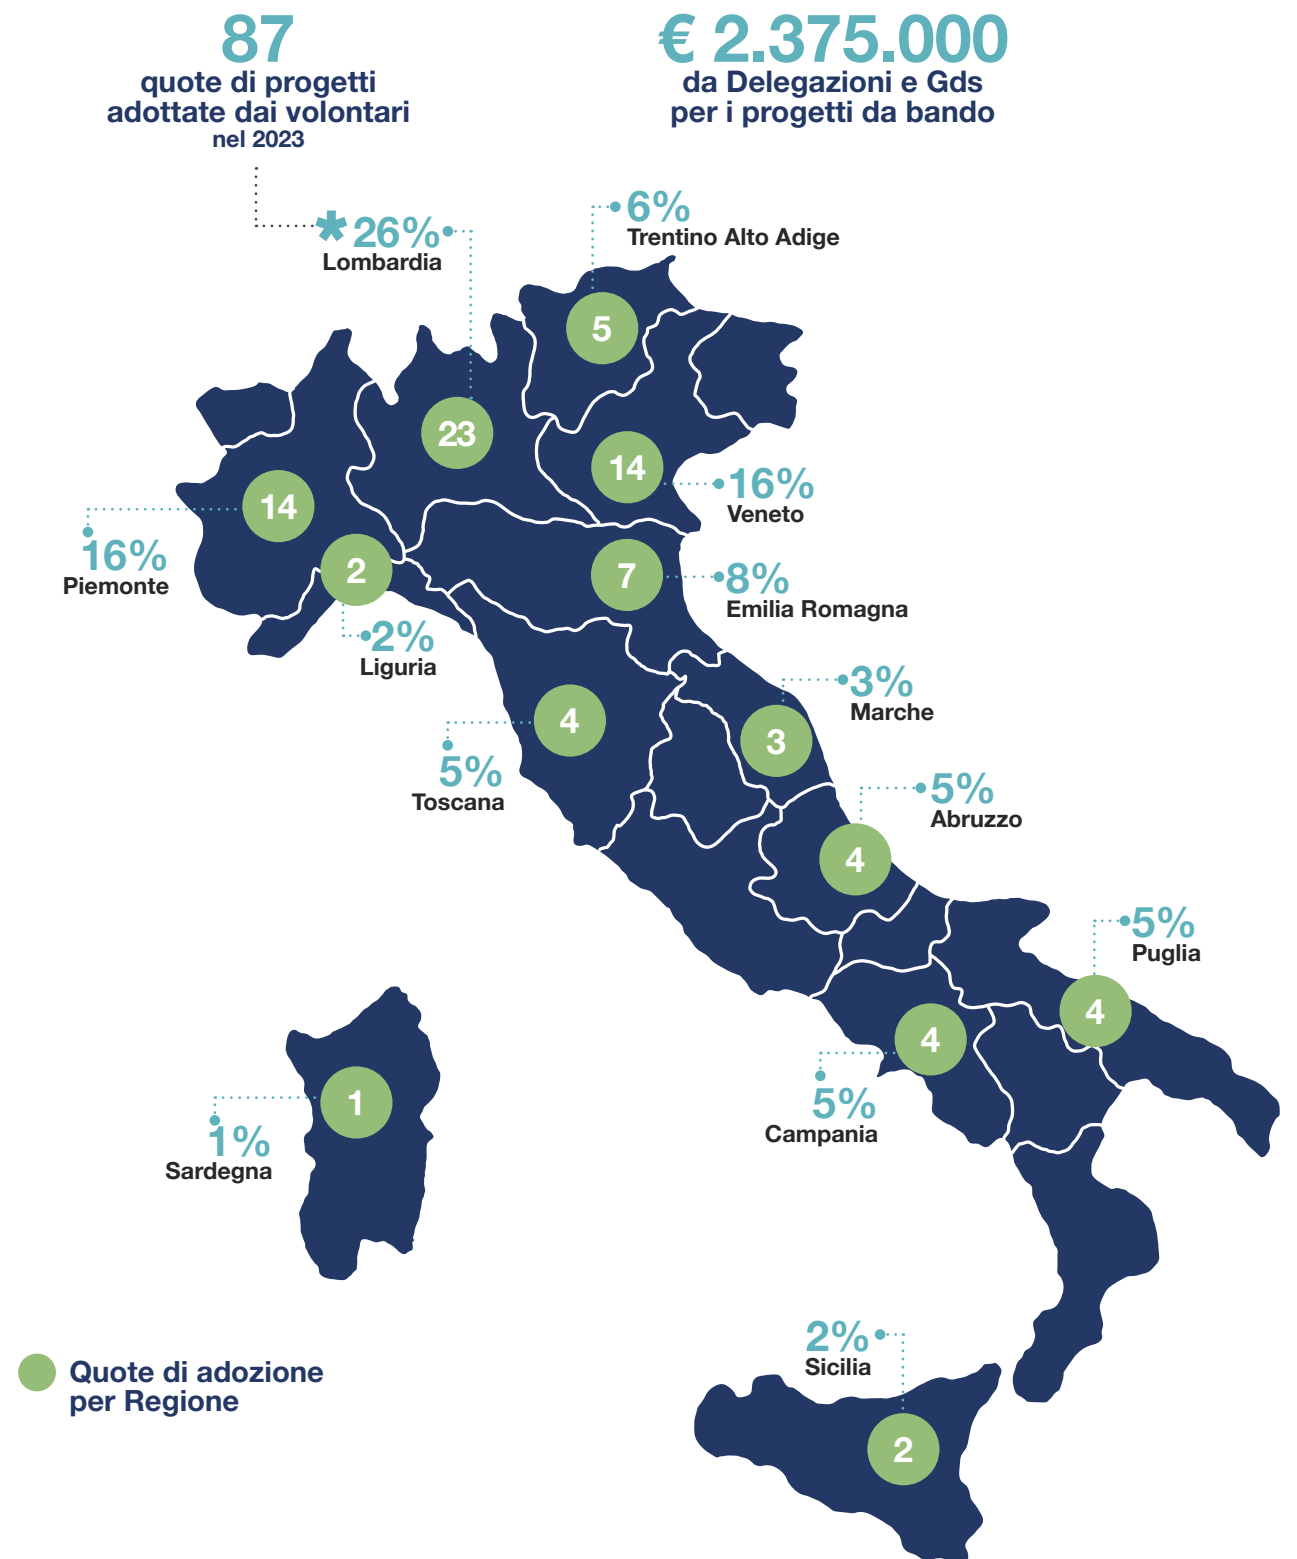 87
quote di progetti
adottate dai volontari
nel 2023
€ 2.375.000
da Delegazioni e Gds
per i progetti da bando
6%
Trentino Alto Adige
* 26%
Lombardia
5
23
14
16%
Veneto
14
16%
Piemonte
2
2%
Liguria
7
8%
Emilia Romagna
3%
Marche
3
4
5%
Toscana
5%
Abruzzo
4
5%
Puglia
4
4
5%
Campania
1
1%
Sardegna
2%
Sicilia
2
Quote di adozione
per Regione